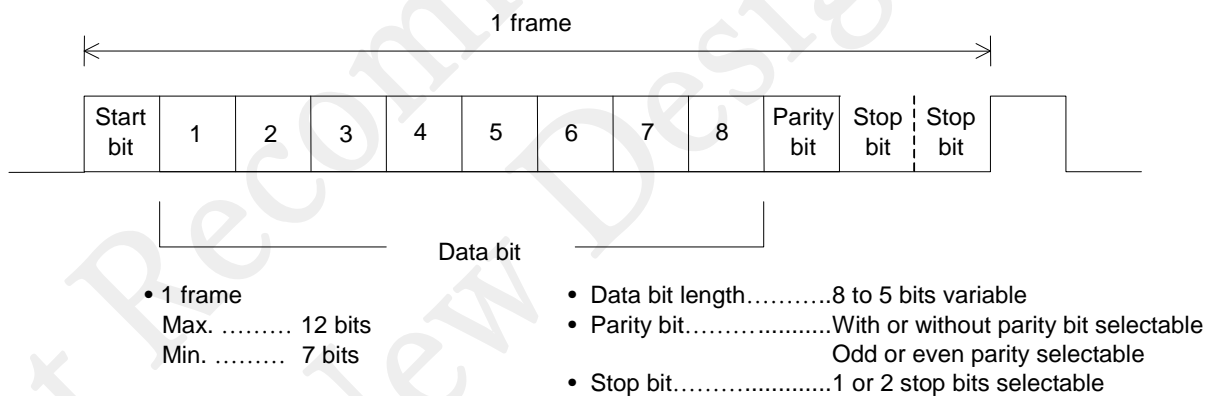 1 frame
Start bit 1 2 3 4 5 6 7 8 Parity bit Stop bit Stop bit
Data bit
• 1 frame
Max. ……… 12 bits
Min. ……… 7 bits
• Data bit length………..8 to 5 bits variable
• Parity bit………...........With or without parity bit selectable
Odd or even parity selectable
• Stop bit……….............1 or 2 stop bits selectable